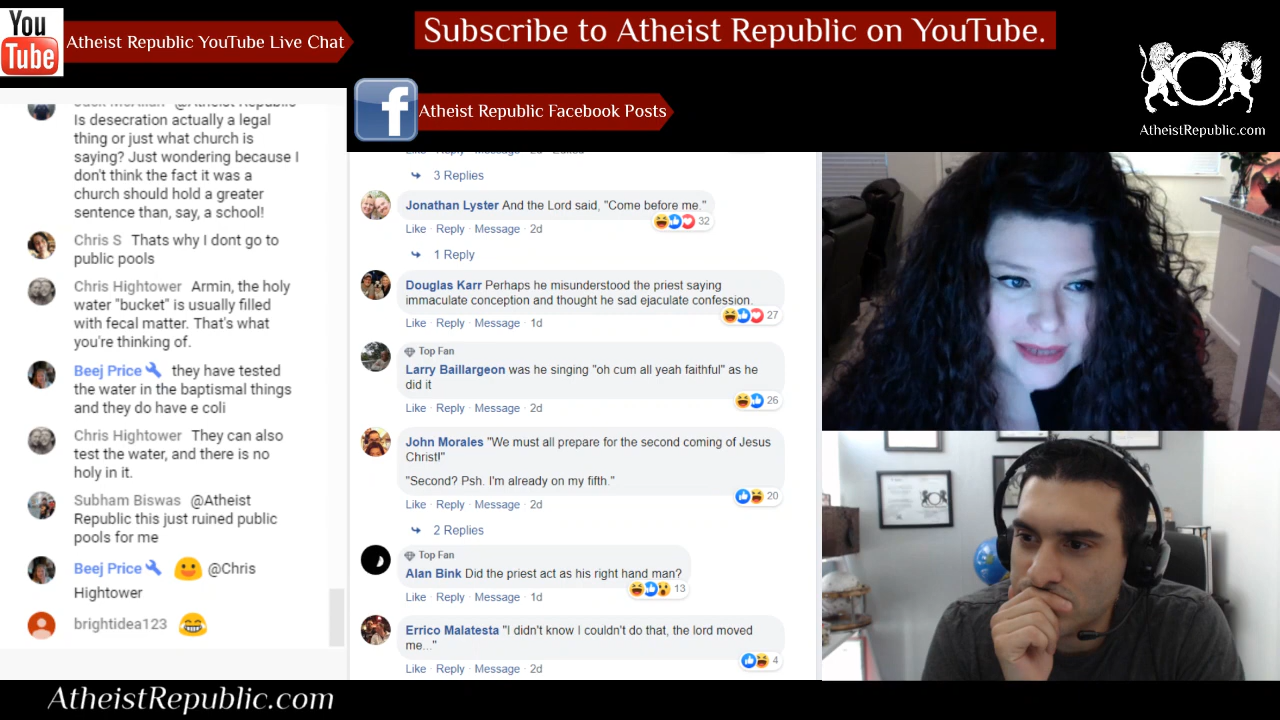 You
Tube
Atheist Republic YouTube Live Chat
Subscribe to Atheist Republic on YouTube.
AtheistRepublic.com
f
Atheist Republic Facebook Posts
@Atheist Republic
Is desecration actually a legal
thing or just what church is
saying? Just wondering because I
don't think the fact it was a
church should hold a greater
sentence than, say, a school!
Chris S Thats why I dont go to
public pools
Chris Hightower Armin, the holy
water "bucket" is usually filled
with fecal matter. That's what
you're thinking of.
Beej Price they have tested
the water in the baptismal things
and they do have e coli
Chris Hightower They can also
test the water, and there is no
holy in it.
Subham Biswas @Atheist
Republic this just ruined public
pools for me
Beej Price @Chris
Hightower
brightidea123
Like · Reply · Message · 2d ·
3 Replies
Jonathan Lyster And the Lord said, "Come before me."
32
Like · Reply · Message · 2d
1 Reply
Douglas Karr Perhaps he misunderstood the priest saying
immaculate conception and thought he sad ejaculate confession.
27
Like · Reply · Message · 1d
Top Fan
Larry Baillargeon was he singing "oh cum all yeah faithful" as he
did it
26
Like · Reply · Message · 2d
John Morales "We must all prepare for the second coming of Jesus
Christ!"
"Second? Psh. I'm already on my fifth."
20
Like · Reply · Message · 2d
2 Replies
Top Fan
Alan Bink Did the priest act as his right hand man?
13
Like · Reply · Message · 1d
Errico Malatesta "I didn't know I couldn't do that, the lord moved
me..."
4
Like · Reply · Message · 2d
AtheistRepublic.com